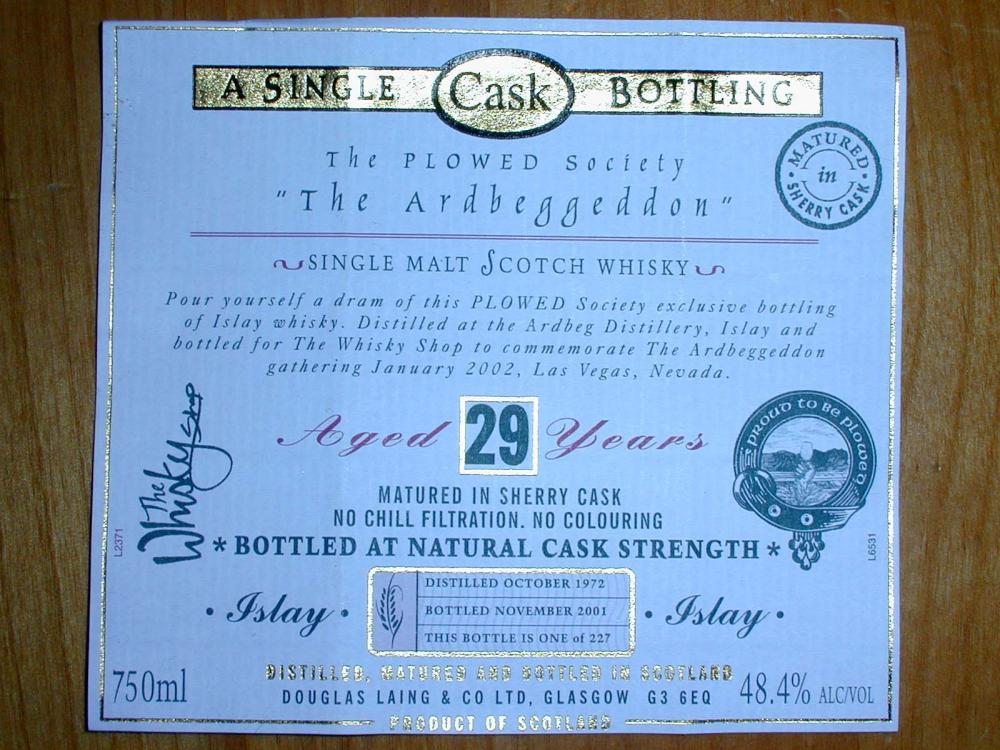 A SINGLE Cask BOTTLING
The PLOWED Society
"The Ardbeggeddon"
MATURED in SHERRY CASK
SINGLE MALT SCOTCH WHISKY
Pour yourself a dram of this PLOWED Society exclusive bottling
of Islay whisky. Distilled at the Ardbeg Distillery, Islay and
bottled for The Whisky Shop to commemorate The Ardbeggeddon
gathering January 2002, Las Vegas, Nevada.
Aged 29 Years
PROUD TO BE PLOWED
The Whisky Shop
MATURED IN SHERRY CASK
NO CHILL FILTRATION. NO COLOURING
* BOTTLED AT NATURAL CASK STRENGTH *
L2371
L6531
• Islay • • Islay •
DISTILLED OCTOBER 1972
BOTTLED NOVEMBER 2001
THIS BOTTLE IS ONE of 227
DISTILLED, MATURED AND BOTTLED IN SCOTLAND
750ml DOUGLAS LAING & CO LTD, GLASGOW G3 6EQ 48.4% ALC/VOL
PRODUCT OF SCOTLAND